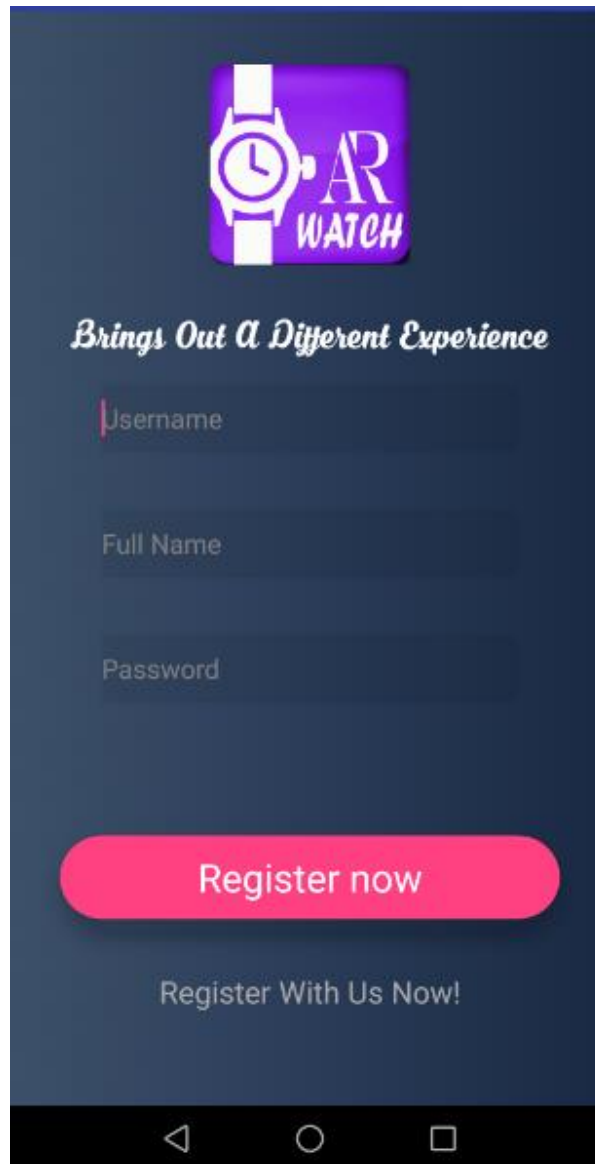 AR
WATCH
Brings Out A Different Experience
Username
Full Name
Password
Register now
Register With Us Now!